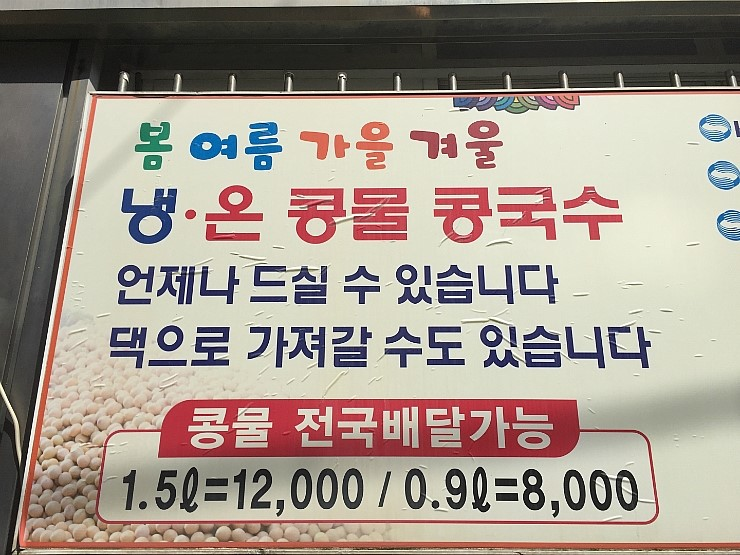 봄 여름 가을 겨울
냉·온 콩물 콩국수
언제나 드실 수 있습니다
댁으로 가져갈 수도 있습니다
콩물 전국배달가능
1.5ℓ=12,000 / 0.9ℓ=8,000